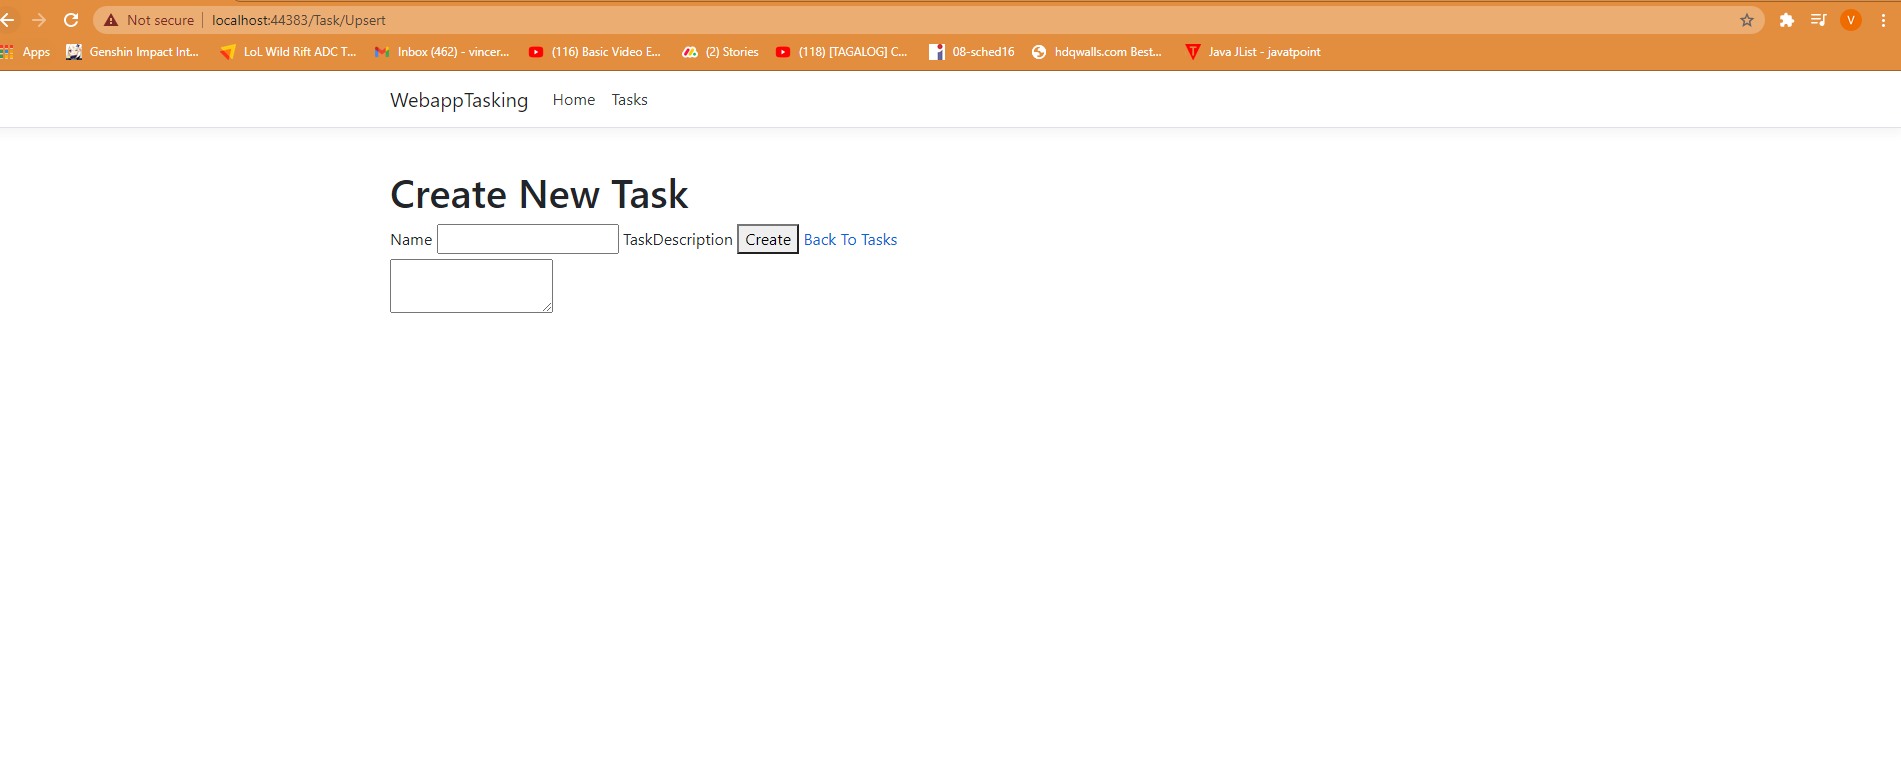 Not secure localhost:44383/Task/Upsert V
Apps Genshin Impact Int... LoL Wild Rift ADC T... Inbox (462) - vincer... (116) Basic Video E... (2) Stories (118) [TAGALOG] C... 08-sched16 hdqwalls.com Best... Java JList - javatpoint
WebappTasking Home Tasks
Create New Task
Name TaskDescription Create Back To Tasks